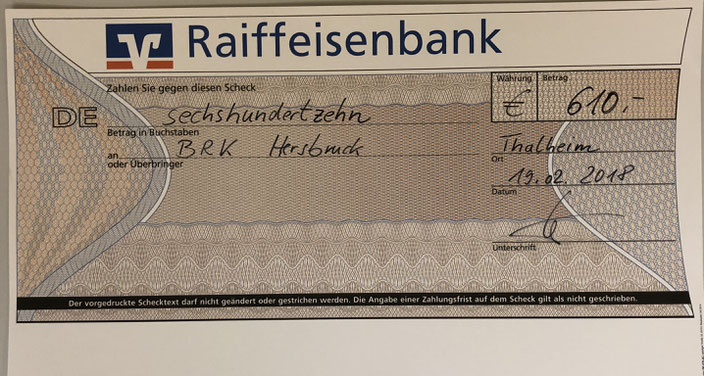 Raiffeisenbank
Währung Betrag
Zahlen Sie gegen diesen Scheck
€ 610,-
DE sechshundertzehn
Betrag in Buchstaben
an BRK Hersbruck
oder Überbringer
Thalheim
Ort
19.02.2018
Datum
Unterschrift
Der vorgedruckte Schecktext darf nicht geändert oder gestrichen werden. Die Angabe einer Zahlungsfrist auf dem Scheck gilt als nicht geschrieben.